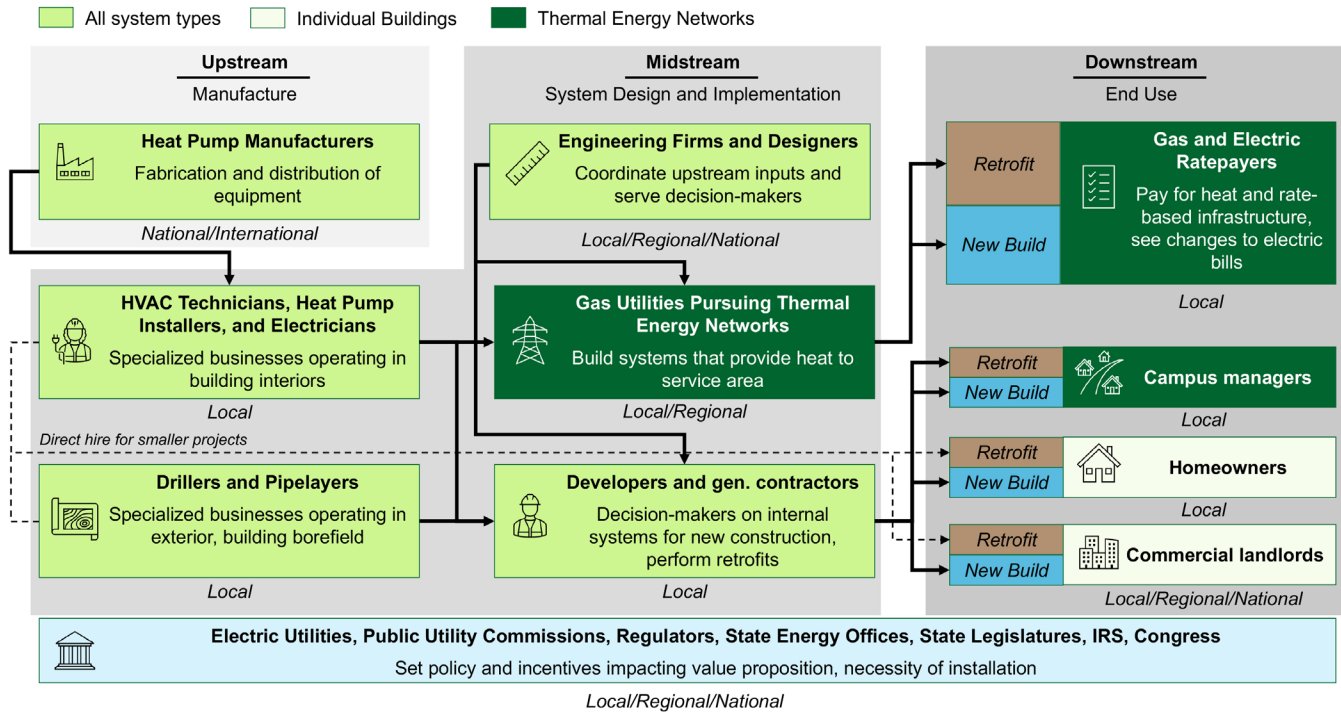 All system types
Individual Buildings
Thermal Energy Networks
Upstream
Manufacture
Heat Pump Manufacturers
Fabrication and distribution of
equipment
National/International
Midstream
System Design and Implementation
Engineering Firms and Designers
Coordinate upstream inputs and
serve decision-makers
Local/Regional/National
HVAC Technicians, Heat Pump
Installers, and Electricians
Specialized businesses operating in
building interiors
Local
Gas Utilities Pursuing Thermal
Energy Networks
Build systems that provide heat to
service area
Local/Regional
Direct hire for smaller projects
Drillers and Pipelayers
Specialized businesses operating in
exterior, building borefield
Local
Developers and gen. contractors
Decision-makers on internal
systems for new construction,
perform retrofits
Local
Downstream
End Use
Retrofit
New Build
Gas and Electric
Ratepayers
Pay for heat and rate-
based infrastructure,
see changes to electric
bills
Local
Retrofit
New Build
Campus managers
Local
Retrofit
New Build
Homeowners
Local
Retrofit
New Build
Commercial landlords
Local/Regional/National
Electric Utilities, Public Utility Commissions, Regulators, State Energy Offices, State Legislatures, IRS, Congress
Set policy and incentives impacting value proposition, necessity of installation
Local/Regional/National